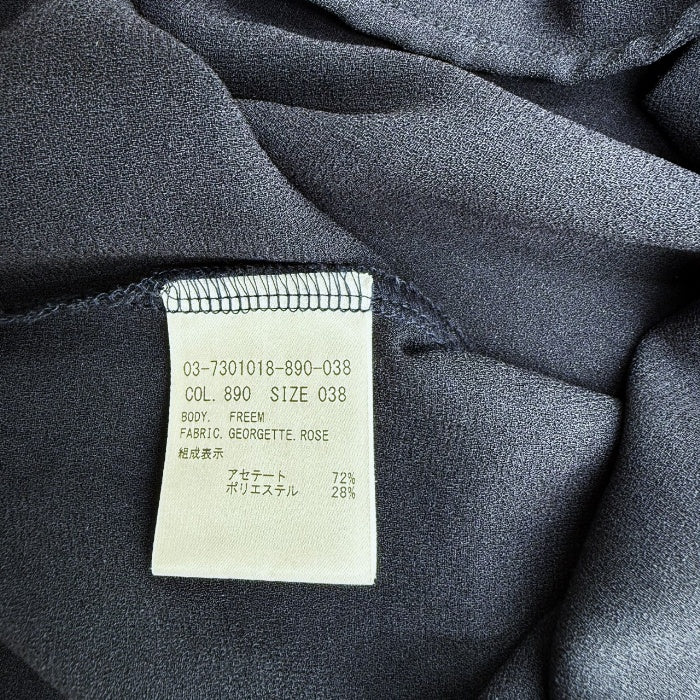 03-7301018-890-038
COL. 890 SIZE 038
BODY. FREEM
FABRIC. GEORGETTE. ROSE
組成表示
アセテート 72%
ポリエステル 28%